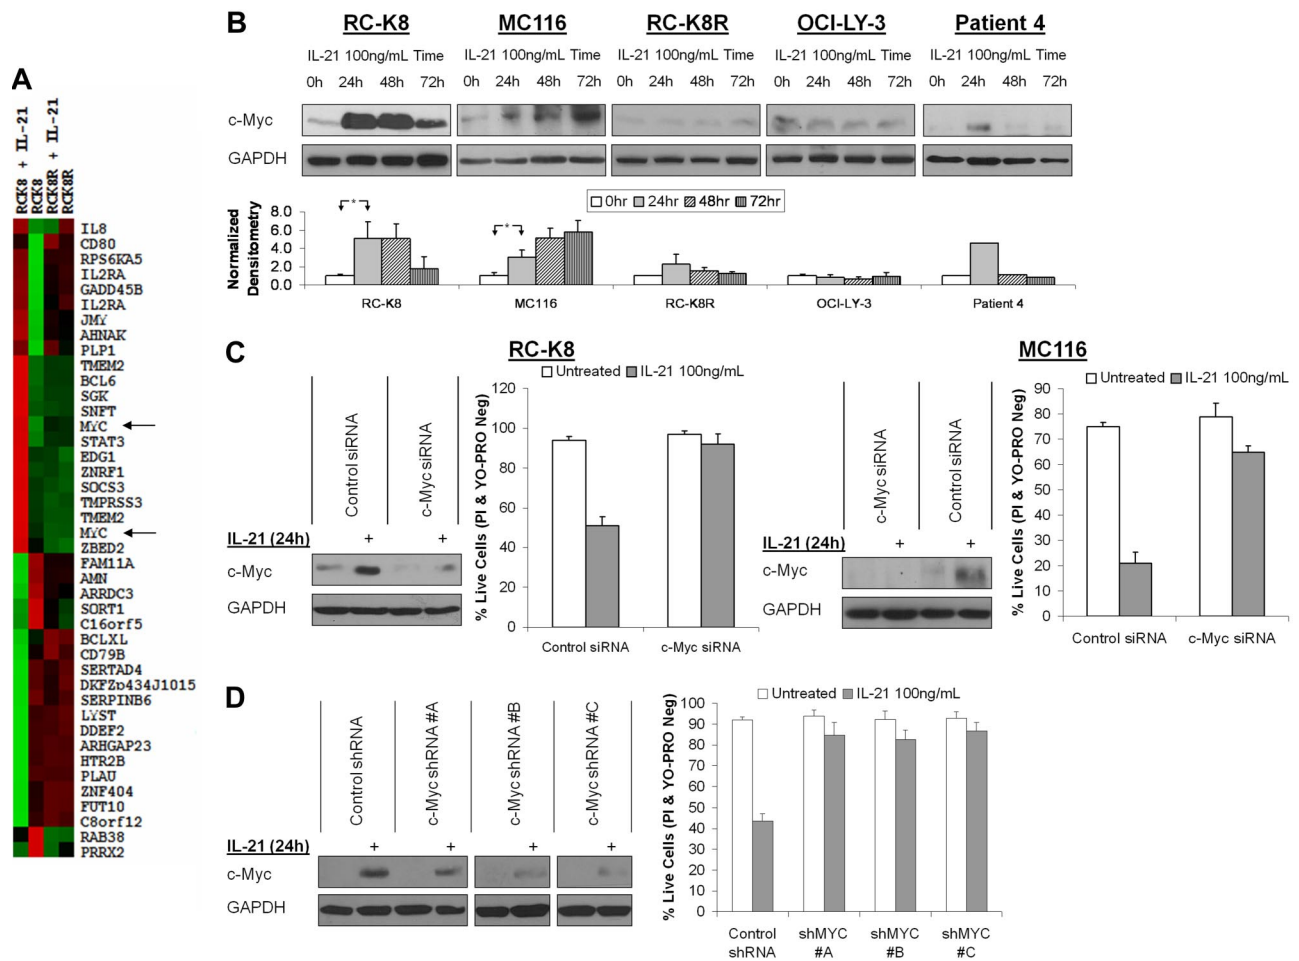 A
RCK8 + IL-21
RCK8
RCK8R + IL-21
RCK8R
IL8
CD80
RPS6KA5
IL2RA
GADD45B
IL2RA
JMY
AHNAK
PLP1
TMEM2
BCL6
SGK
SNFT
MYC
STAT3
EDG1
ZNRF1
SOCS3
TMPRSS3
TMEM2
MYC
ZBED2
FAM11A
AMN
ARRDC3
SORT1
C16orf5
BCLXL
CD79B
SERTAD4
DKFZp434J1015
SERPINB6
LYST
DDEF2
ARHGAP23
HTR2B
PLAU
ZNF404
FUT10
C8orf12
RAB38
PRRX2
B
RC-K8 MC116 RC-K8R OCI-LY-3 Patient 4
IL-21 100ng/mL Time IL-21 100ng/mL Time IL-21 100ng/mL Time IL-21 100ng/mL Time IL-21 100ng/mL Time
0h 24h 48h 72h 0h 24h 48h 72h 0h 24h 48h 72h 0h 24h 48h 72h 0h 24h 48h 72h
c-Myc
GAPDH
0hr 24hr 48hr 72hr
Normalized
Densitometry
8.0
6.0
4.0
2.0
0.0
* *
RC-K8 MC116 RC-K8R OCI-LY-3 Patient 4
C
Control siRNA
c-Myc siRNA
IL-21 (24h) + +
c-Myc
GAPDH
RC-K8
Untreated IL-21 100ng/mL
% Live Cells (PI & YO-PRO Neg)
120
100
80
60
40
20
0
Control siRNA c-Myc siRNA
c-Myc siRNA
Control siRNA
IL-21 (24h) + +
c-Myc
GAPDH
MC116
Untreated IL-21 100ng/mL
% Live Cells (PI & YO-PRO Neg)
90
80
70
60
50
40
30
20
10
0
Control siRNA c-Myc siRNA
D
Control shRNA
c-Myc shRNA #A
c-Myc shRNA #B
c-Myc shRNA #C
IL-21 (24h) + + + +
c-Myc
GAPDH
Untreated IL-21 100ng/mL
% Live Cells (PI & YO-PRO Neg)
100
90
80
70
60
50
40
30
20
10
0
Control shMYC shMYC shMYC
shRNA #A #B #C